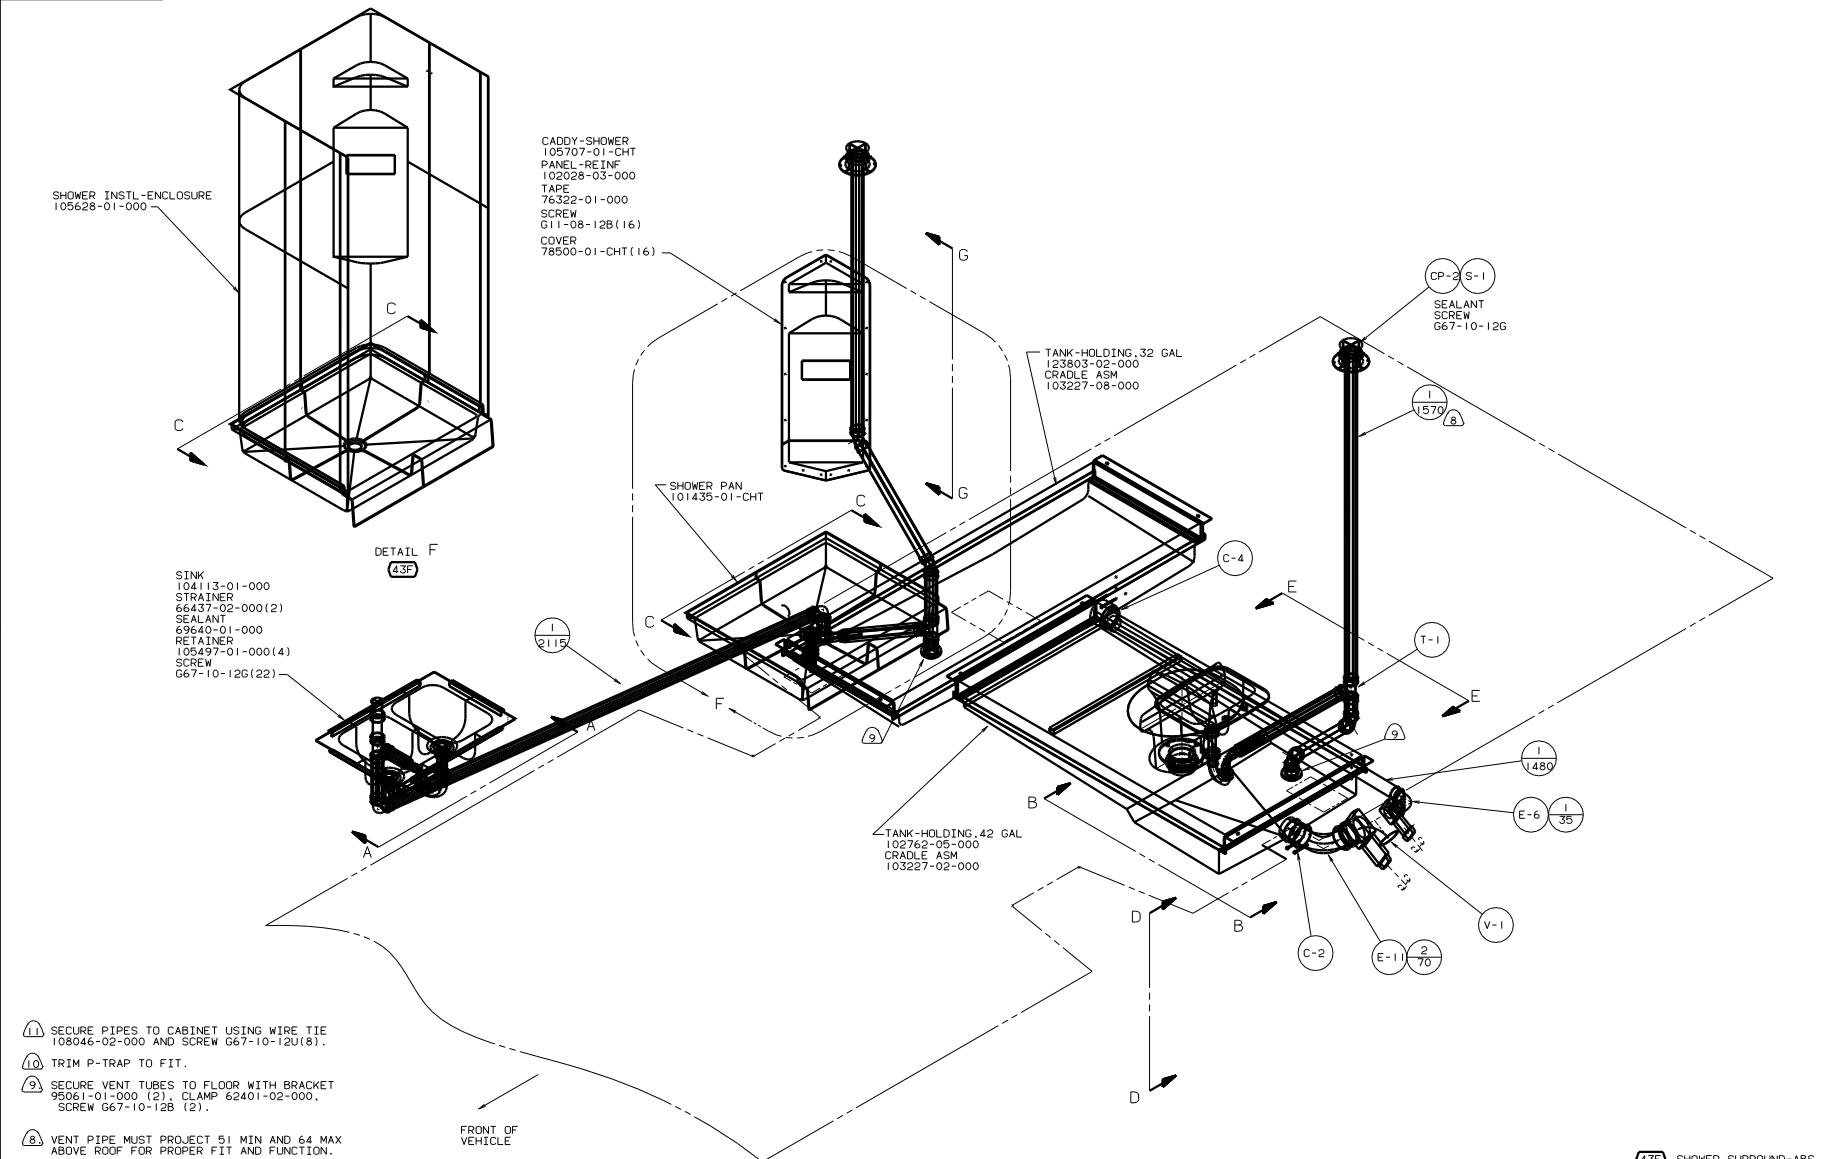 SHOWER INSTL-ENCLOSURE
105628-01-000
C
C
DETAIL F
43F
CADDY-SHOWER
105707-01-CHT
PANEL-REINF
102028-03-000
TAPE
76322-01-000
SCREW
G11-08-12B(16)
COVER
78500-01-CHT(16)
G
G
CP-2
S-1
SEALANT
SCREW
G67-10-12G
TANK-HOLDING,32 GAL
123803-02-000
CRADLE ASM
103227-08-000
1
1570
8
SHOWER PAN
101435-01-CHT
C
C
C-4
E
E
T-1
SINK
104113-01-000
STRAINER
66437-02-000(2)
SEALANT
69640-01-000
RETAINER
105497-01-000(4)
SCREW
G67-10-12G(22)
1
2115
F
A
A
9
9
1
1480
E-6
1
35
B
B
TANK-HOLDING,42 GAL
102762-05-000
CRADLE ASM
103227-02-000
D
D
C-2
E-11
2
70
V-1
11 SECURE PIPES TO CABINET USING WIRE TIE
108046-02-000 AND SCREW G67-10-12U(8).
10 TRIM P-TRAP TO FIT.
9 SECURE VENT TUBES TO FLOOR WITH BRACKET
95061-01-000 (2), CLAMP 62401-02-000,
SCREW G67-10-12B (2).
8 VENT PIPE MUST PROJECT 51 MIN AND 64 MAX
ABOVE ROOF FOR PROPER FIT AND FUNCTION.
FRONT OF
VEHICLE
SHOWER SURROUND-ABS